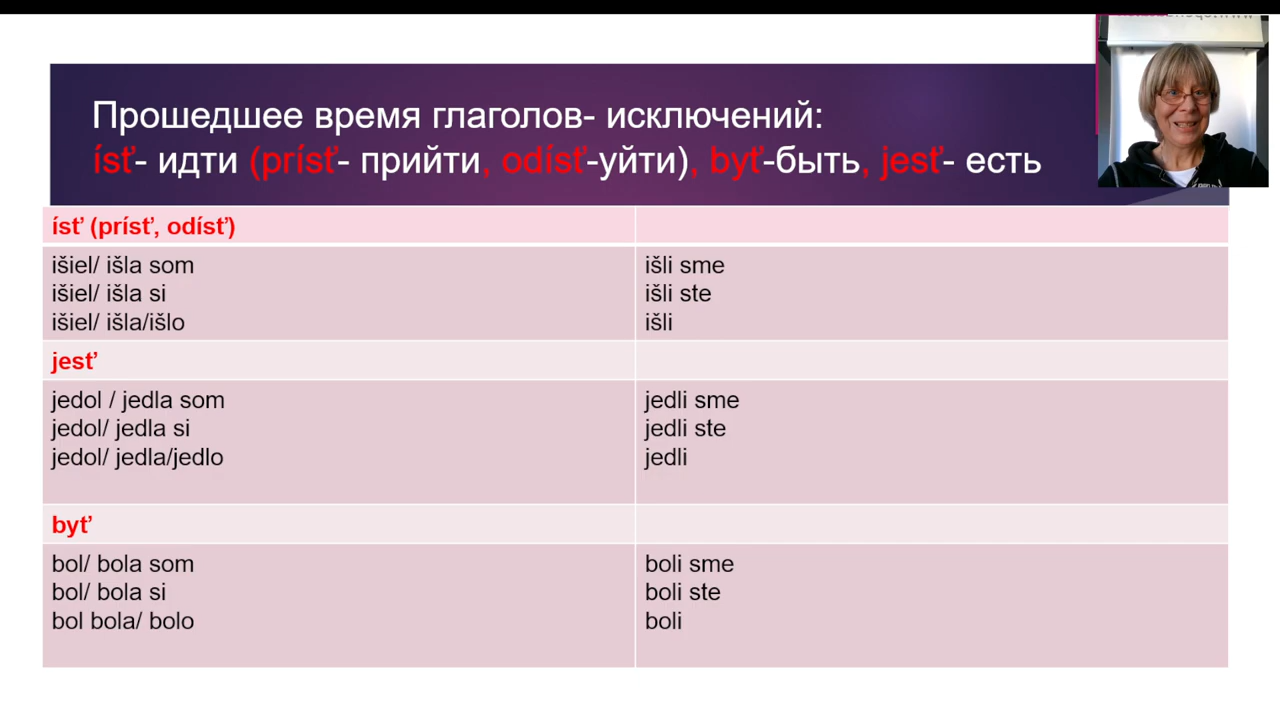 Прошедшее время глаголов- исключений:
ísť- идти (prísť- прийти, odísť-уйти), byť-быть, jesť- есть
ísť (prísť, odísť)
išiel/ išla som
išiel/ išla si
išiel/ išla/išlo
išli sme
išli ste
išli
jesť
jedol / jedla som
jedol/ jedla si
jedol/ jedla/jedlo
jedli sme
jedli ste
jedli
byť
bol/ bola som
bol/ bola si
bol bola/ bolo
boli sme
boli ste
boli